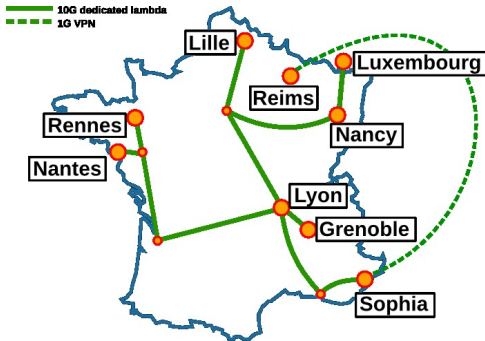 10G dedicated lambda
1G VPN
Lille
Luxembourg
Reims
Rennes
Nancy
Nantes
Lyon
Grenoble
Sophia